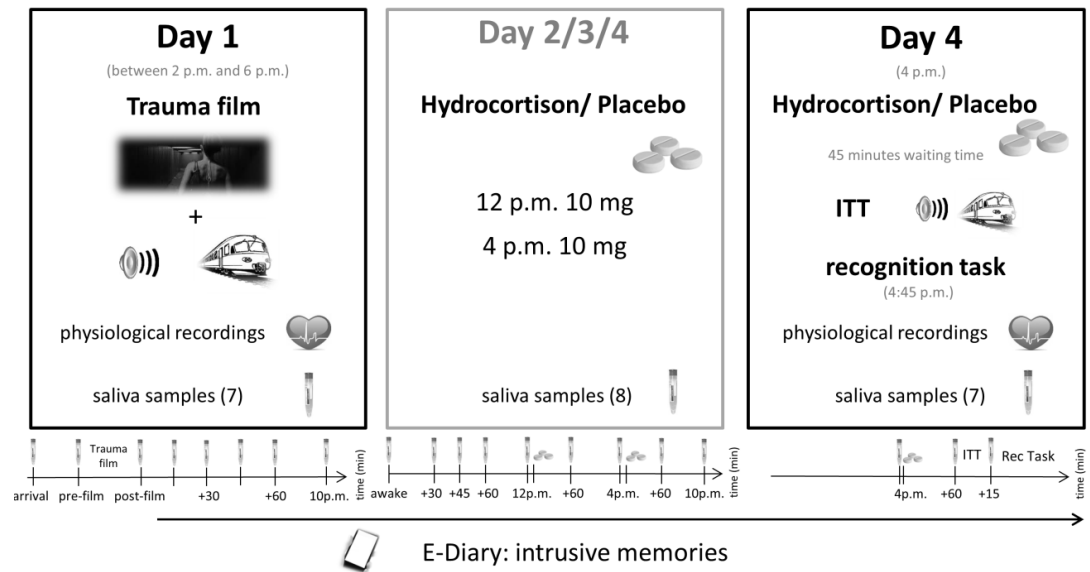 Day 1
(between 2 p.m. and 6 p.m.)
Trauma film
+
physiological recordings
saliva samples (7)
Day 2/3/4
Hydrocortison/ Placebo
12 p.m. 10 mg
4 p.m. 10 mg
saliva samples (8)
Day 4
(4 p.m.)
Hydrocortison/ Placebo
45 minutes waiting time
ITT
recognition task
(4:45 p.m.)
physiological recordings
saliva samples (7)
Trauma
film
arrival pre-film post-film +30 +60 10p.m.
time (min)
awake +30 +45 +60 12p.m. +60 4p.m. +60 10p.m.
time (min)
ITT Rec Task
4p.m. +60 +15
time (min)
E-Diary: intrusive memories